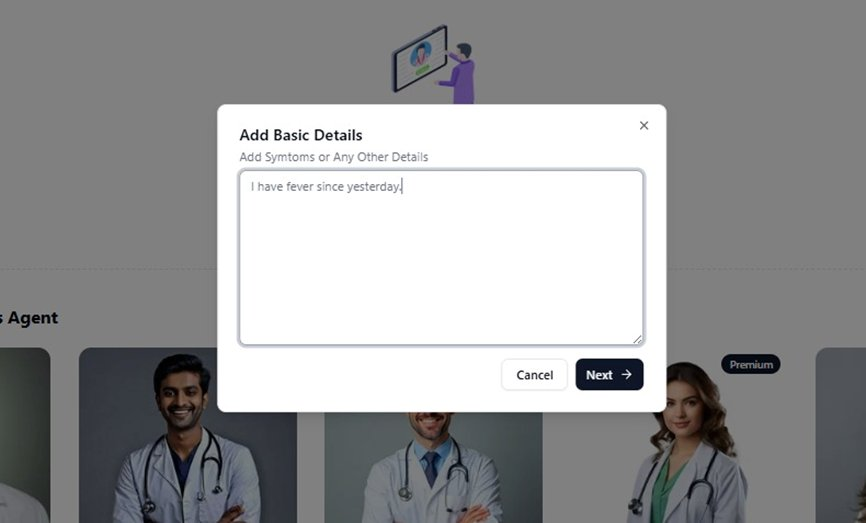 Add Basic Details
Add Symtoms or Any Other Details
I have fever since yesterday.
Cancel
Next
s Agent
Premium